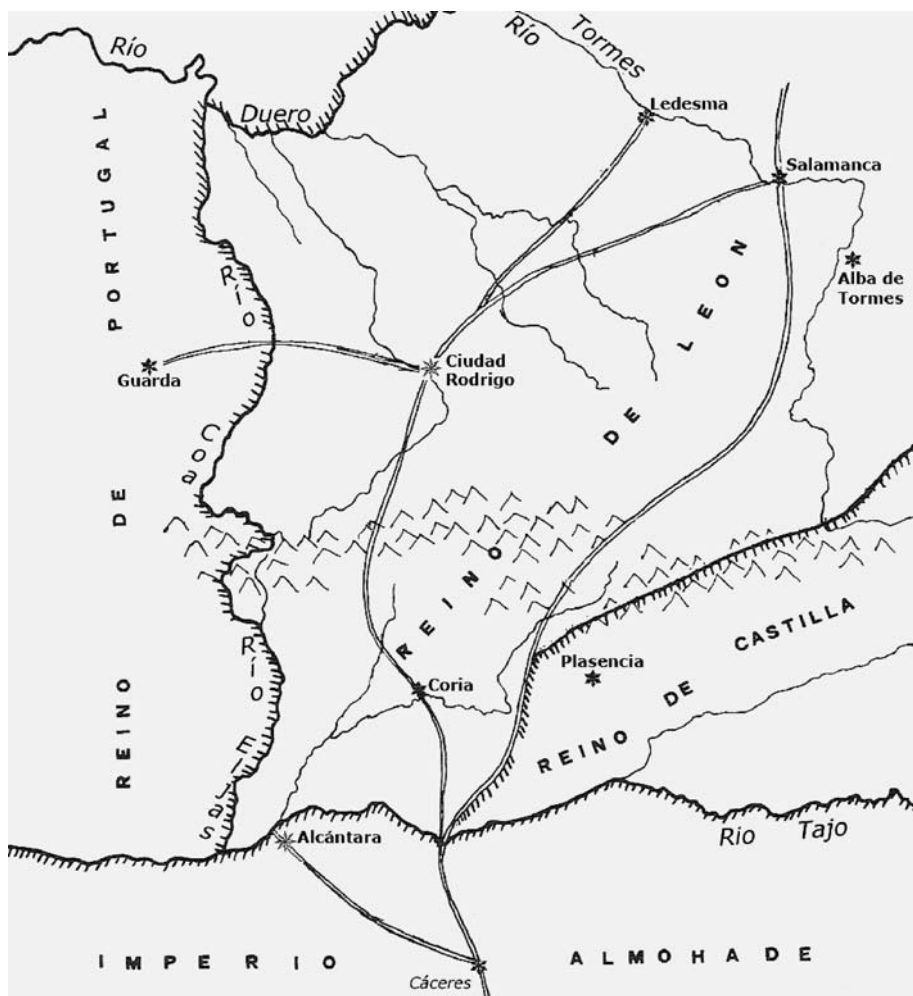 Río
Tormes
Río
Duero
Ledesma
Salamanca
Alba de
Tormes
REINO DE PORTUGAL
Río
Coa
Guarda
Ciudad
Rodrigo
REINO DE LEON
Río
Eljas
Coria
Plasencia
REINO DE CASTILLA
Alcántara
Rio Tajo
IMPERIO ALMOHADE
Cáceres